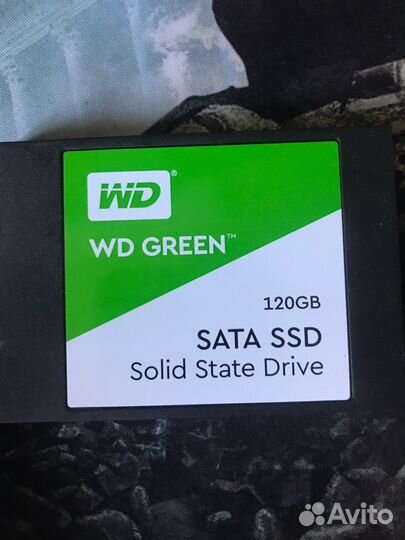 WD®
WD GREEN™
120GB
SATA SSD
Solid State Drive
Avito